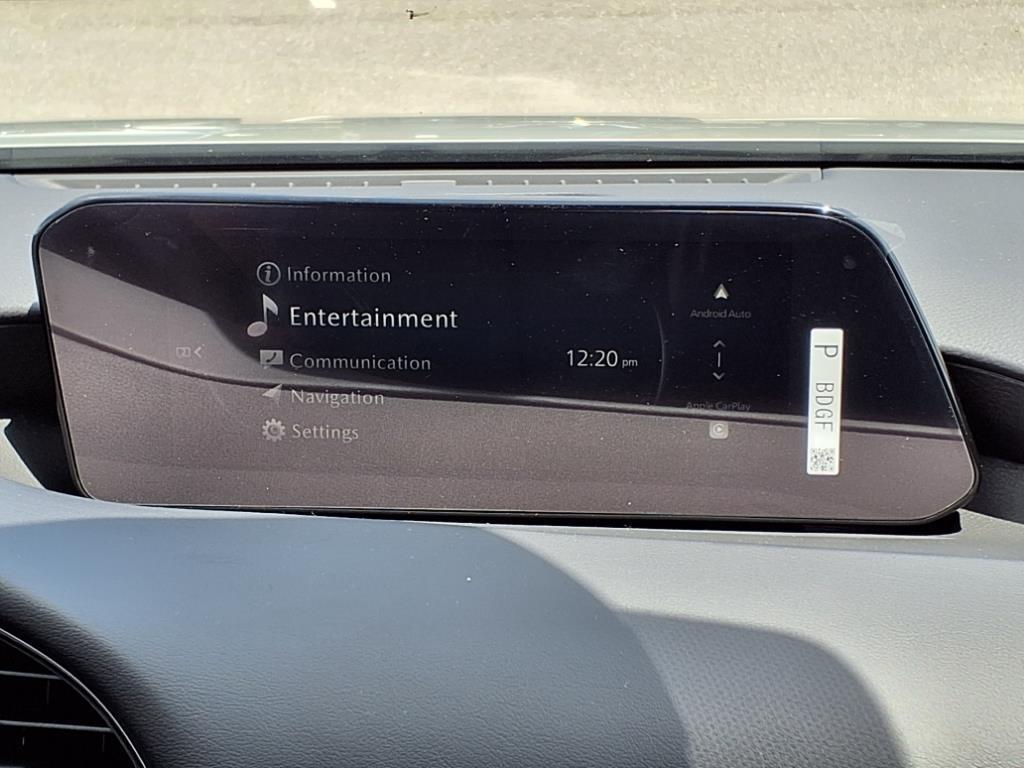 Information
Entertainment
Communication
Navigation
Settings
12:20 pm
Android Auto
Apple CarPlay
P BDGF